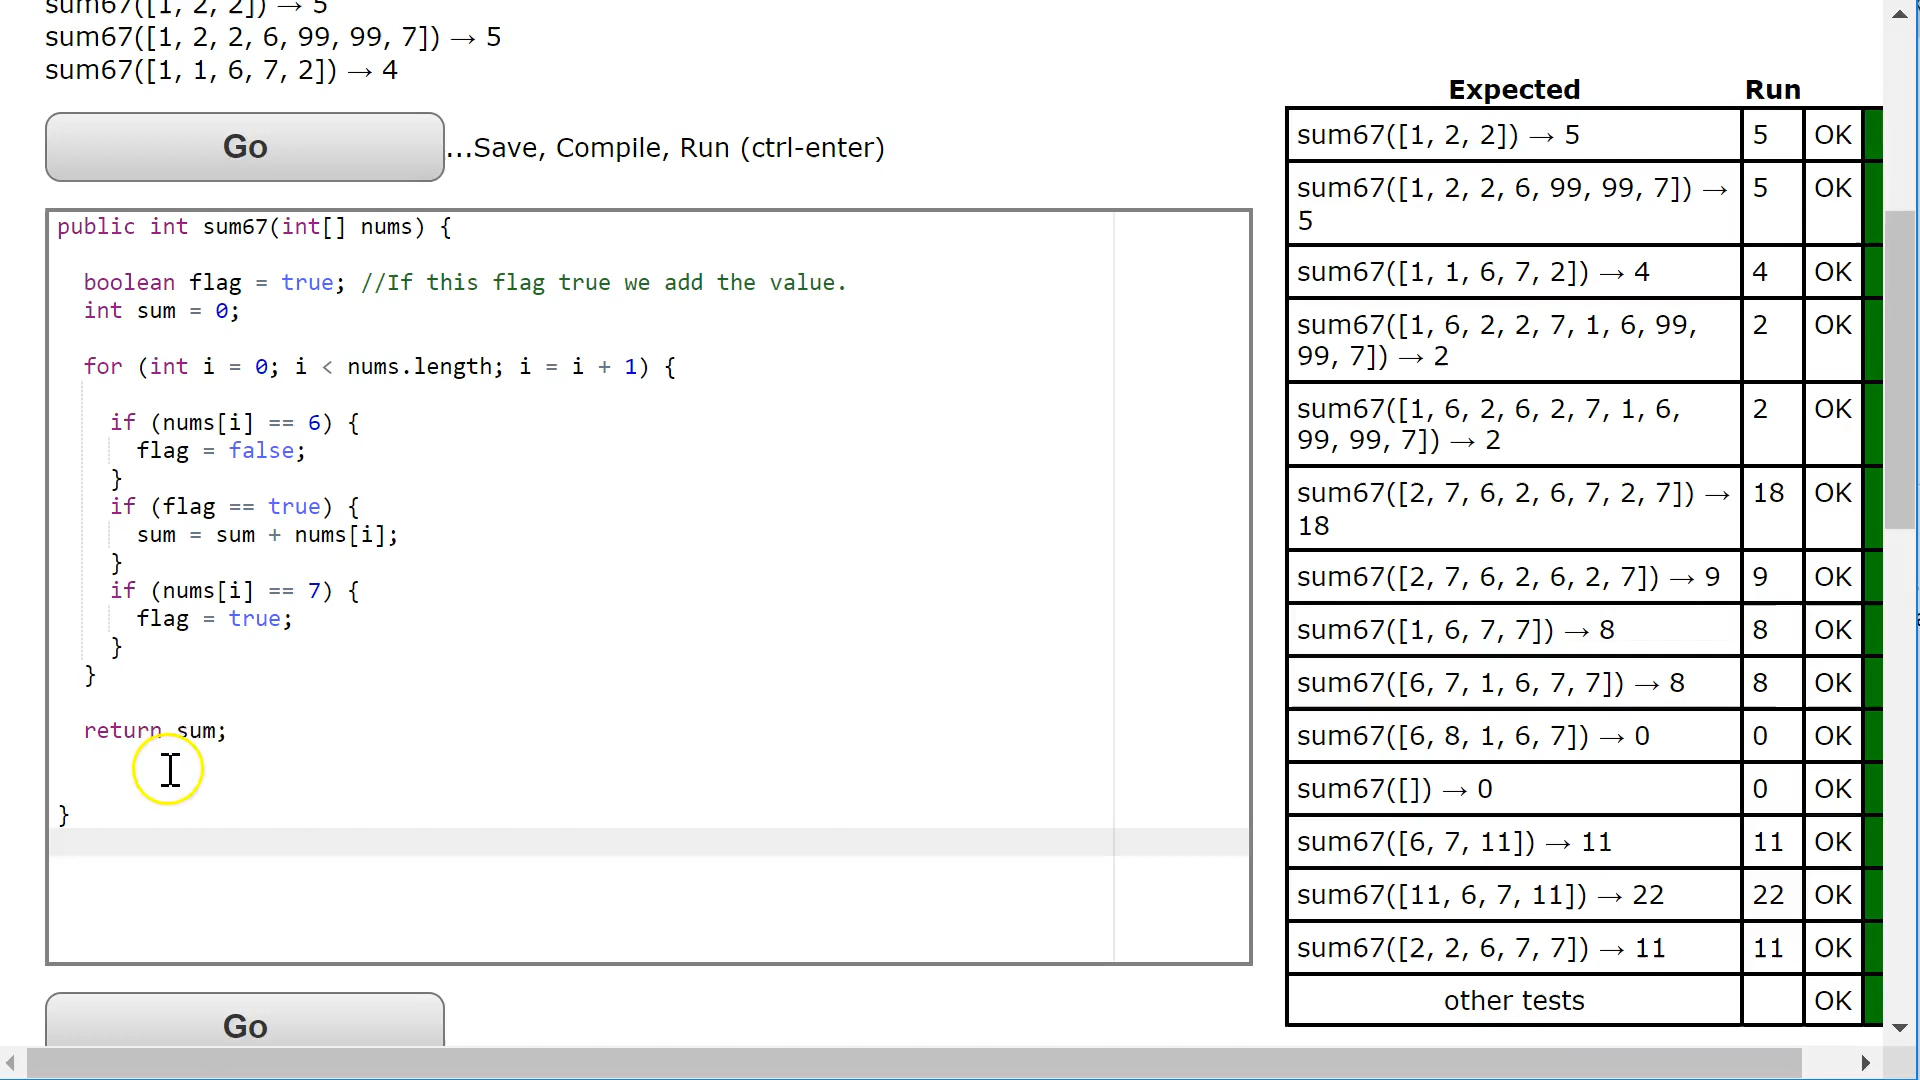 sum67([1, 2, 2]) → 5
sum67([1, 2, 2, 6, 99, 99, 7]) → 5
sum67([1, 1, 6, 7, 2]) → 4
Go
...Save, Compile, Run (ctrl-enter)
public int sum67(int[] nums) {
boolean flag = true; //If this flag true we add the value.
int sum = 0;
for (int i = 0; i < nums.length; i = i + 1) {
if (nums[i] == 6) {
flag = false;
}
if (flag == true) {
sum = sum + nums[i];
}
if (nums[i] == 7) {
flag = true;
}
}
return sum;
}
Go
Expected Run
sum67([1, 2, 2]) → 5 5 OK
sum67([1, 2, 2, 6, 99, 99, 7]) → 5 OK
5
sum67([1, 1, 6, 7, 2]) → 4 4 OK
sum67([1, 6, 2, 2, 7, 1, 6, 99, 2 OK
99, 7]) → 2
sum67([1, 6, 2, 6, 2, 7, 1, 6, 2 OK
99, 99, 7]) → 2
sum67([2, 7, 6, 2, 6, 7, 2, 7]) → 18 OK
18
sum67([2, 7, 6, 2, 6, 2, 7]) → 9 9 OK
sum67([1, 6, 7, 7]) → 8 8 OK
sum67([6, 7, 1, 6, 7, 7]) → 8 8 OK
sum67([6, 8, 1, 6, 7]) → 0 0 OK
sum67([]) → 0 0 OK
sum67([6, 7, 11]) → 11 11 OK
sum67([11, 6, 7, 11]) → 22 22 OK
sum67([2, 2, 6, 7, 7]) → 11 11 OK
other tests OK